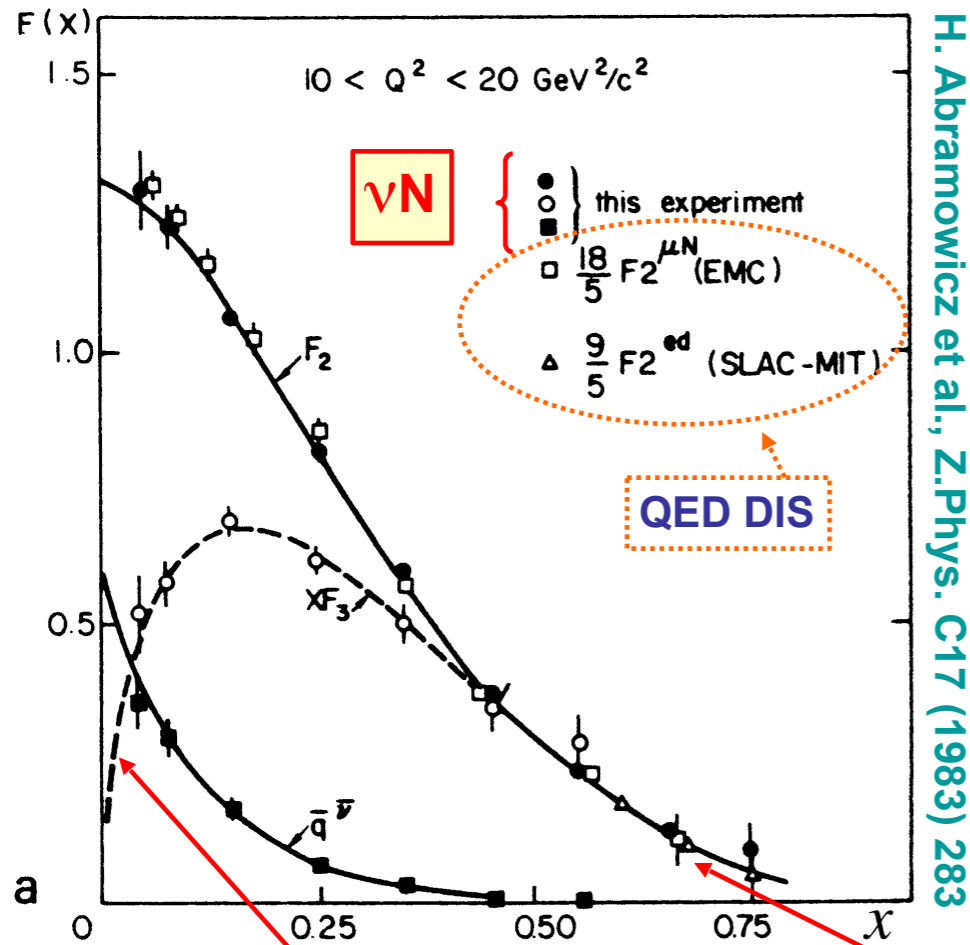 F(x)
1.5
10 < Q² < 20 GeV²/c²
νN
} this experiment
18/5 F2^μN (EMC)
1.0
F₂
9/5 F2^ed (SLAC-MIT)
QED DIS
xF₃
0.5
q̄^ν̄
a
0
0.25
0.50
0.75
x
H. Abramowicz et al., Z.Phys. C17 (1983) 283